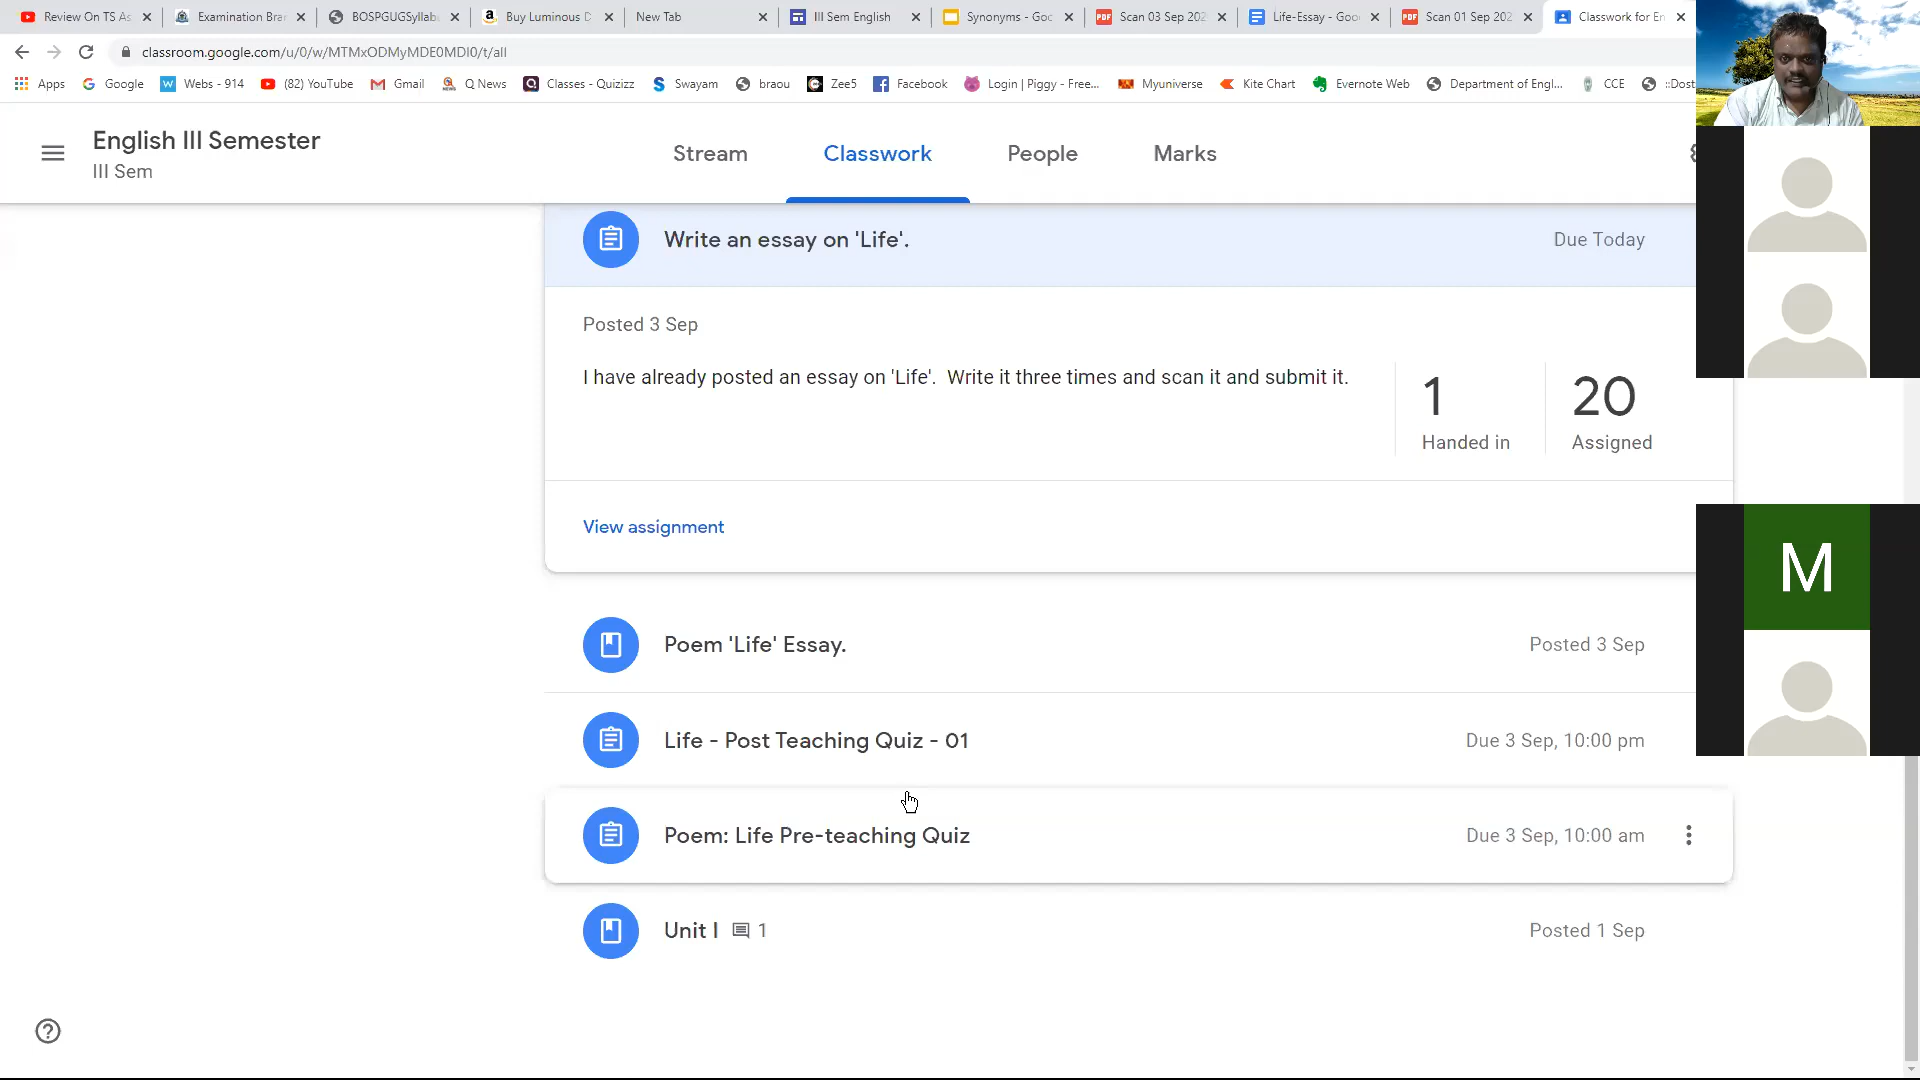 Review On TS As
Examination Bra
BOSPGUGSyllab
Buy Luminous D
New Tab
III Sem English
Synonyms - Goo
Scan 03 Sep 202
Life-Essay - Goo
Scan 01 Sep 202
Classwork for En
classroom.google.com/u/0/w/MTMxODMyMDE0MDI0/t/all
Apps
Google
Webs - 914
(82) YouTube
Gmail
Q News
Classes - Quizizz
Swayam
braou
Zee5
Facebook
Login | Piggy - Free...
Myuniverse
Kite Chart
Evernote Web
Department of Engl...
CCE
::Dost
English III Semester
III Sem
Stream
Classwork
People
Marks
Write an essay on 'Life'.
Due Today
Posted 3 Sep
I have already posted an essay on 'Life'. Write it three times and scan it and submit it.
1
Handed in
20
Assigned
View assignment
M
Poem 'Life' Essay.
Posted 3 Sep
Life - Post Teaching Quiz - 01
Due 3 Sep, 10:00 pm
Poem: Life Pre-teaching Quiz
Due 3 Sep, 10:00 am
Unit I
1
Posted 1 Sep